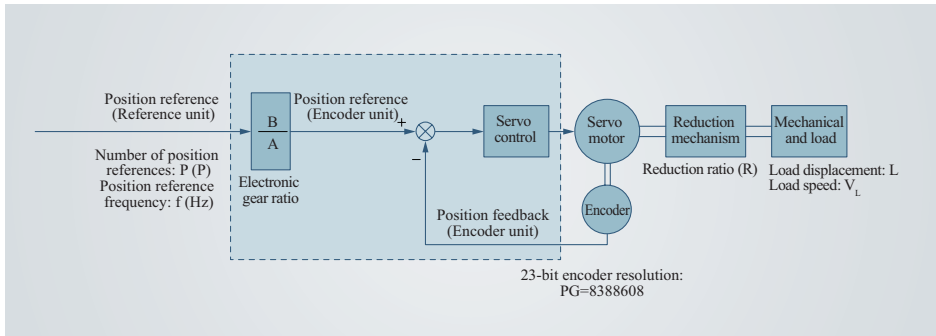 Position reference
(Reference unit)
Number of position
references: P (P)
Position reference
frequency: f (Hz)
B
A
Electronic
gear ratio
Position reference
(Encoder unit)
+
−
Position feedback
(Encoder unit)
Servo
control
Servo
motor
Encoder
23-bit encoder resolution:
PG=8388608
Reduction
mechanism
Reduction ratio (R)
Mechanical
and load
Load displacement: L
Load speed: V_L